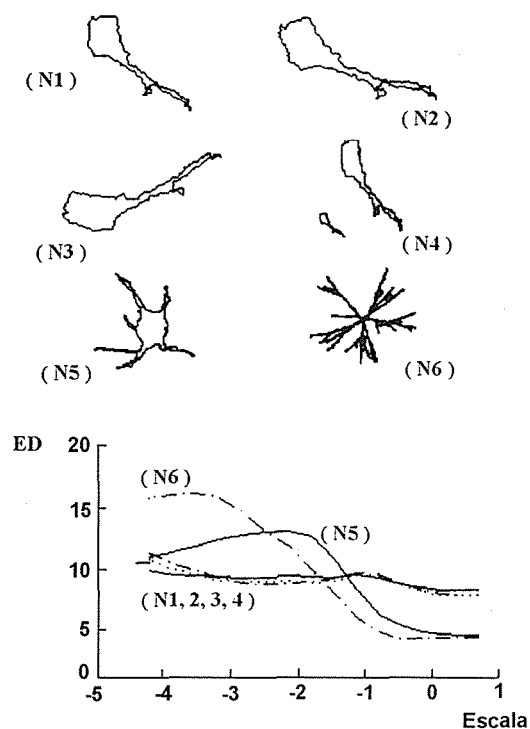 ( N1 )
( N2 )
( N3 )
( N4 )
( N5 )
( N6 )
ED
20
15
10
5
0
( N6 )
( N5 )
( N1, 2, 3, 4 )
-5
-4
-3
-2
-1
0
1
Escala